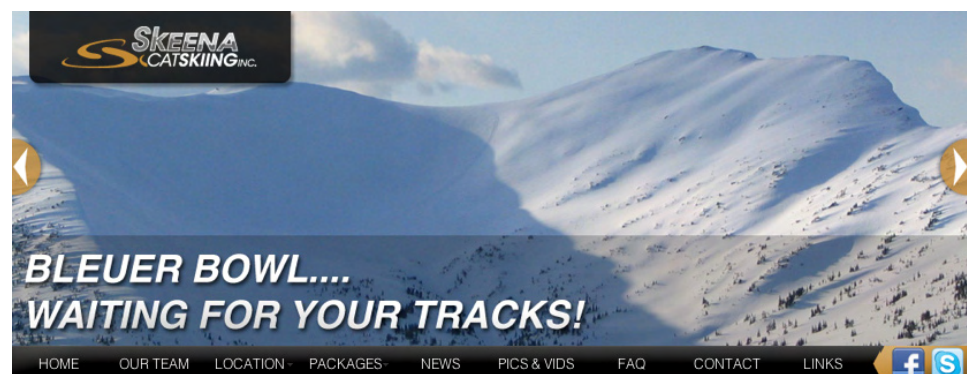 SKEENA
CATSKIING INC.
BLEUER BOWL....
WAITING FOR YOUR TRACKS!
HOME OUR TEAM LOCATION PACKAGES NEWS PICS & VIDS FAQ CONTACT LINKS